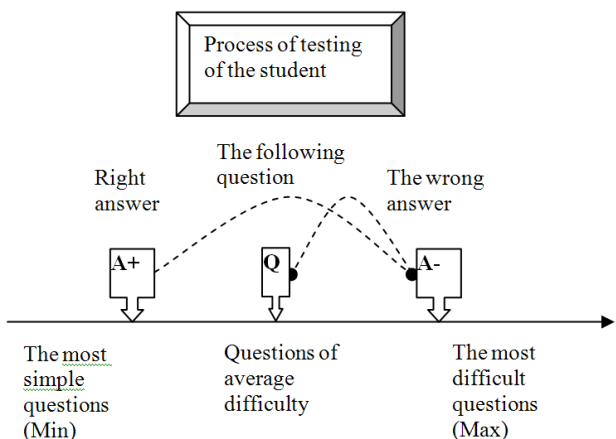 Process of testing
of the student
The following
question
Right
answer
The wrong
answer
A+
Q
A-
The most
simple
questions
(Min)
Questions of
average
difficulty
The most
difficult
questions
(Max)